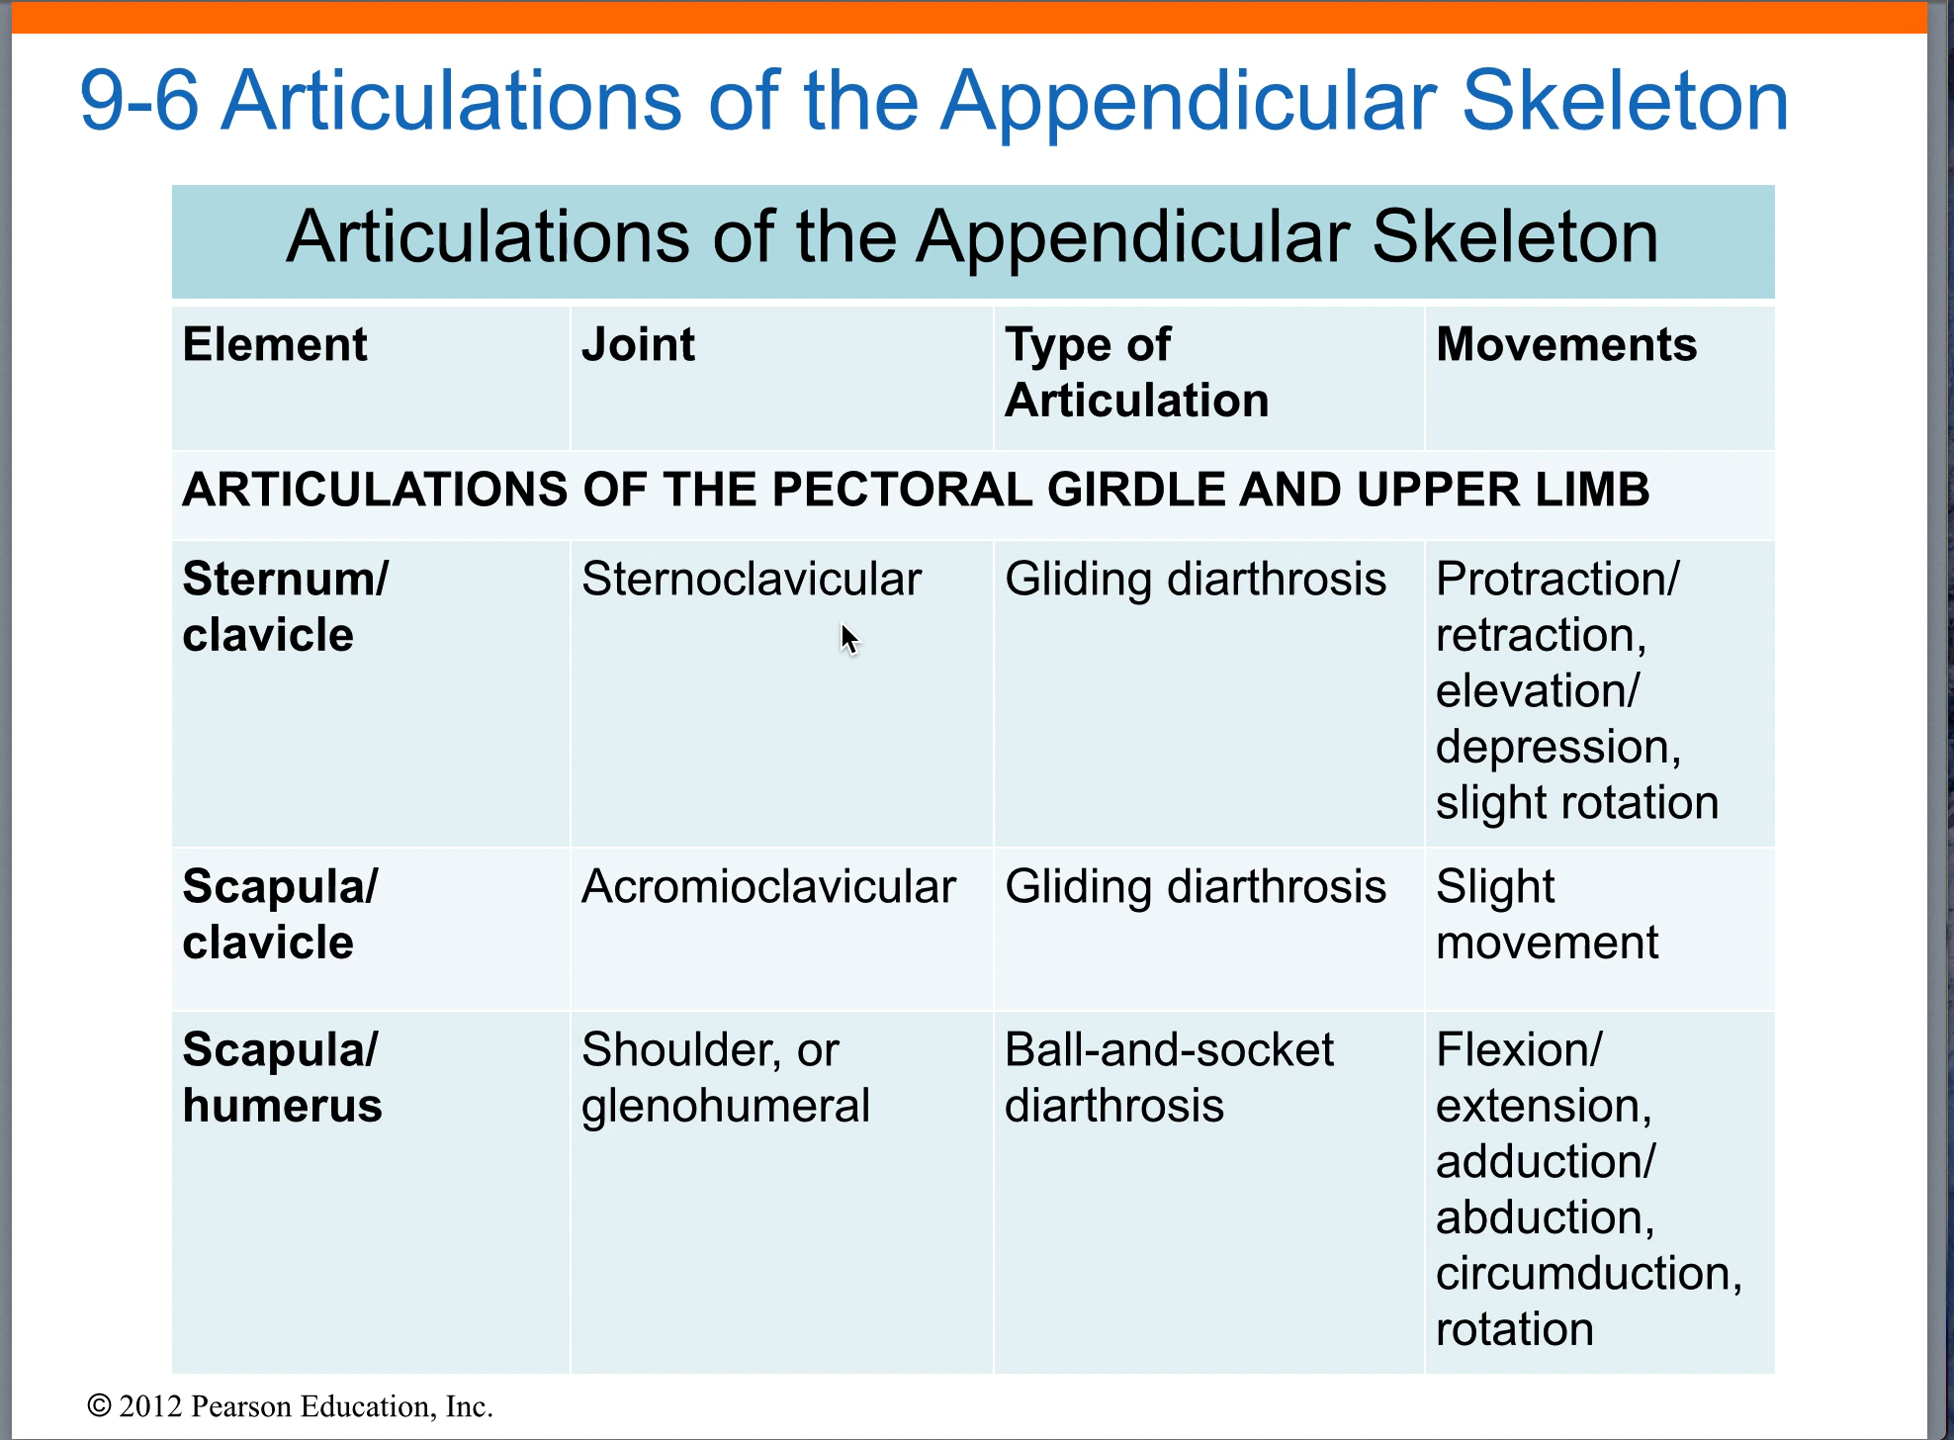 9-6 Articulations of the Appendicular Skeleton
Articulations of the Appendicular Skeleton
Element
Joint
Type of
Articulation
Movements
ARTICULATIONS OF THE PECTORAL GIRDLE AND UPPER LIMB
Sternum/
clavicle
Sternoclavicular
Gliding diarthrosis
Protraction/
retraction,
elevation/
depression,
slight rotation
Scapula/
clavicle
Acromioclavicular
Gliding diarthrosis
Slight
movement
Scapula/
humerus
Shoulder, or
glenohumeral
Ball-and-socket
diarthrosis
Flexion/
extension,
adduction/
abduction,
circumduction,
rotation
© 2012 Pearson Education, Inc.